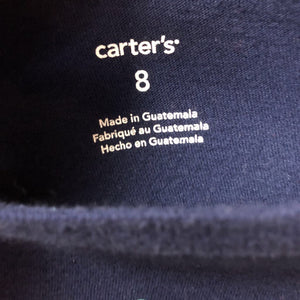 carter's
8
Made in Guatemala
Fabriqué au Guatemala
Hecho en Guatemala